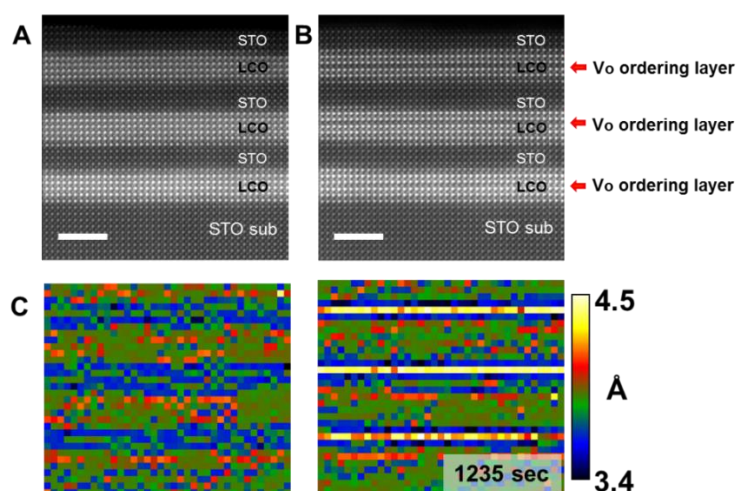 A
STO
LCO
STO
LCO
STO
LCO
STO sub
B
STO
LCO
STO
LCO
STO
LCO
STO sub
Vo ordering layer
Vo ordering layer
Vo ordering layer
C
1235 sec
4.5
Å
3.4